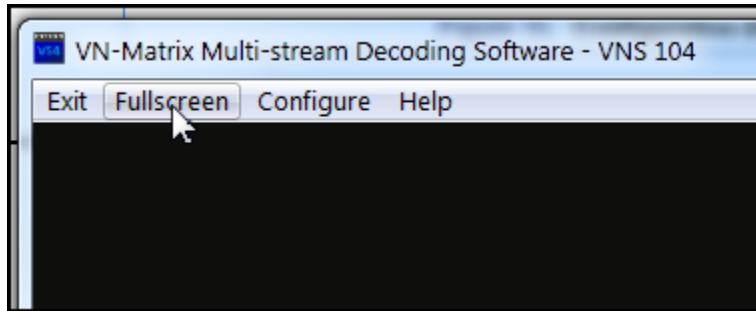 VN-Matrix Multi-stream Decoding Software - VNS 104
Exit Fullscreen Configure Help